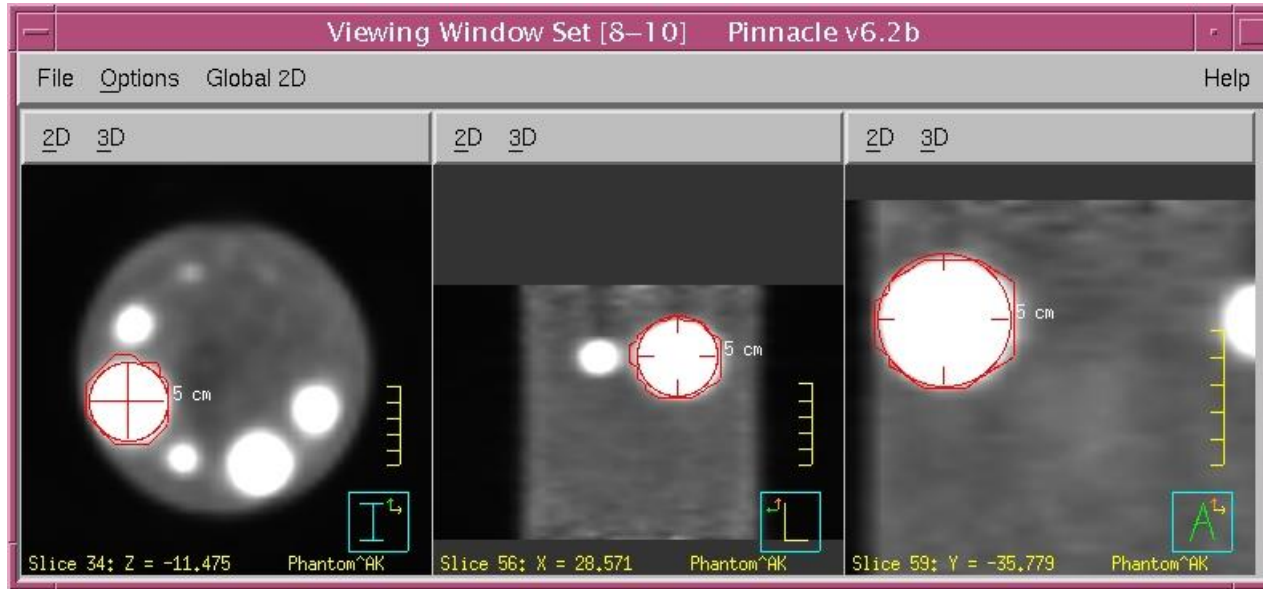 Viewing Window Set [8-10] Pinnacle v6.2b
File Options Global 2D Help
2D 3D 2D 3D 2D 3D
5 cm
5 cm
5 cm
I L A
Slice 34: Z = -11.475 Phantom^AK
Slice 56: X = 28.571 Phantom^AK
Slice 59: Y = -35.779 Phantom^AK